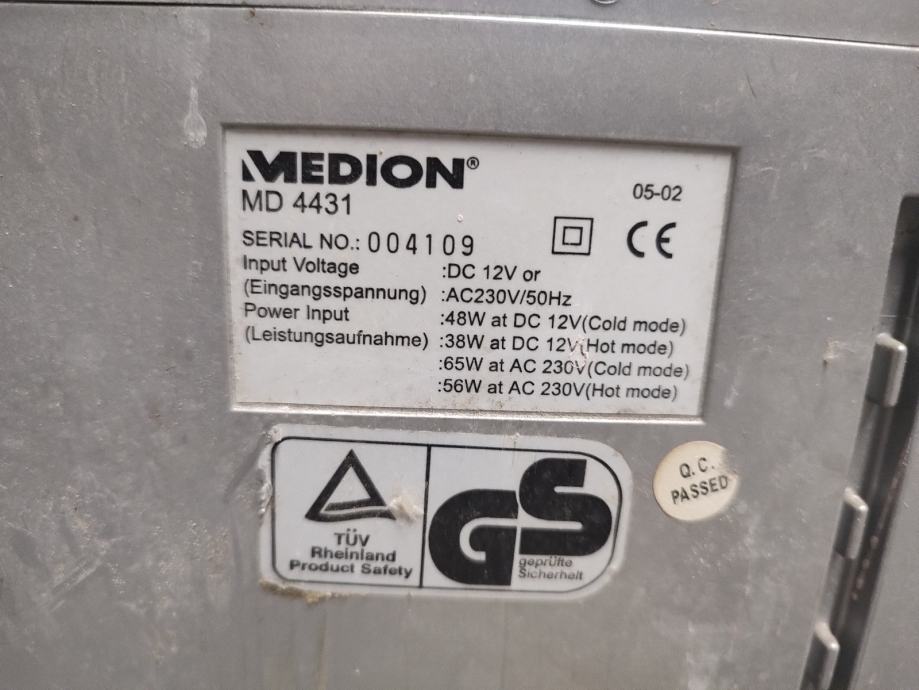 MEDION®
MD 4431
05-02
SERIAL NO.: 004109
CE
Input Voltage :DC 12V or
(Eingangsspannung) :AC230V/50Hz
Power Input :48W at DC 12V(Cold mode)
(Leistungsaufnahme) :38W at DC 12V(Hot mode)
:65W at AC 230V(Cold mode)
:56W at AC 230V(Hot mode)
TÜV
Rheinland
Product Safety
GS
geprüfte
Sicherheit
Q.C.
PASSED